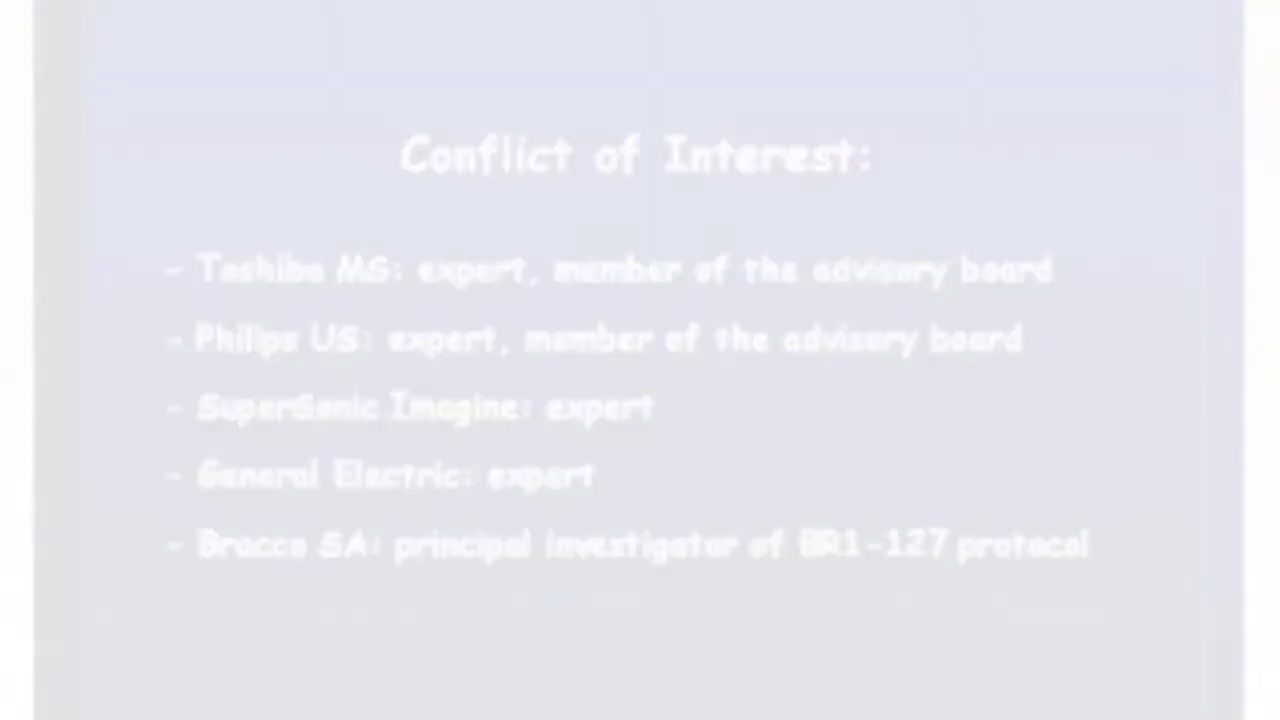 Conflict of Interest:
- Toshiba MS: expert, member of the advisory board
- Philips US: expert, member of the advisory board
- SuperSonic Imagine: expert
- General Electric: expert
- Bracco SA: principal investigator of BR1-127 protocol